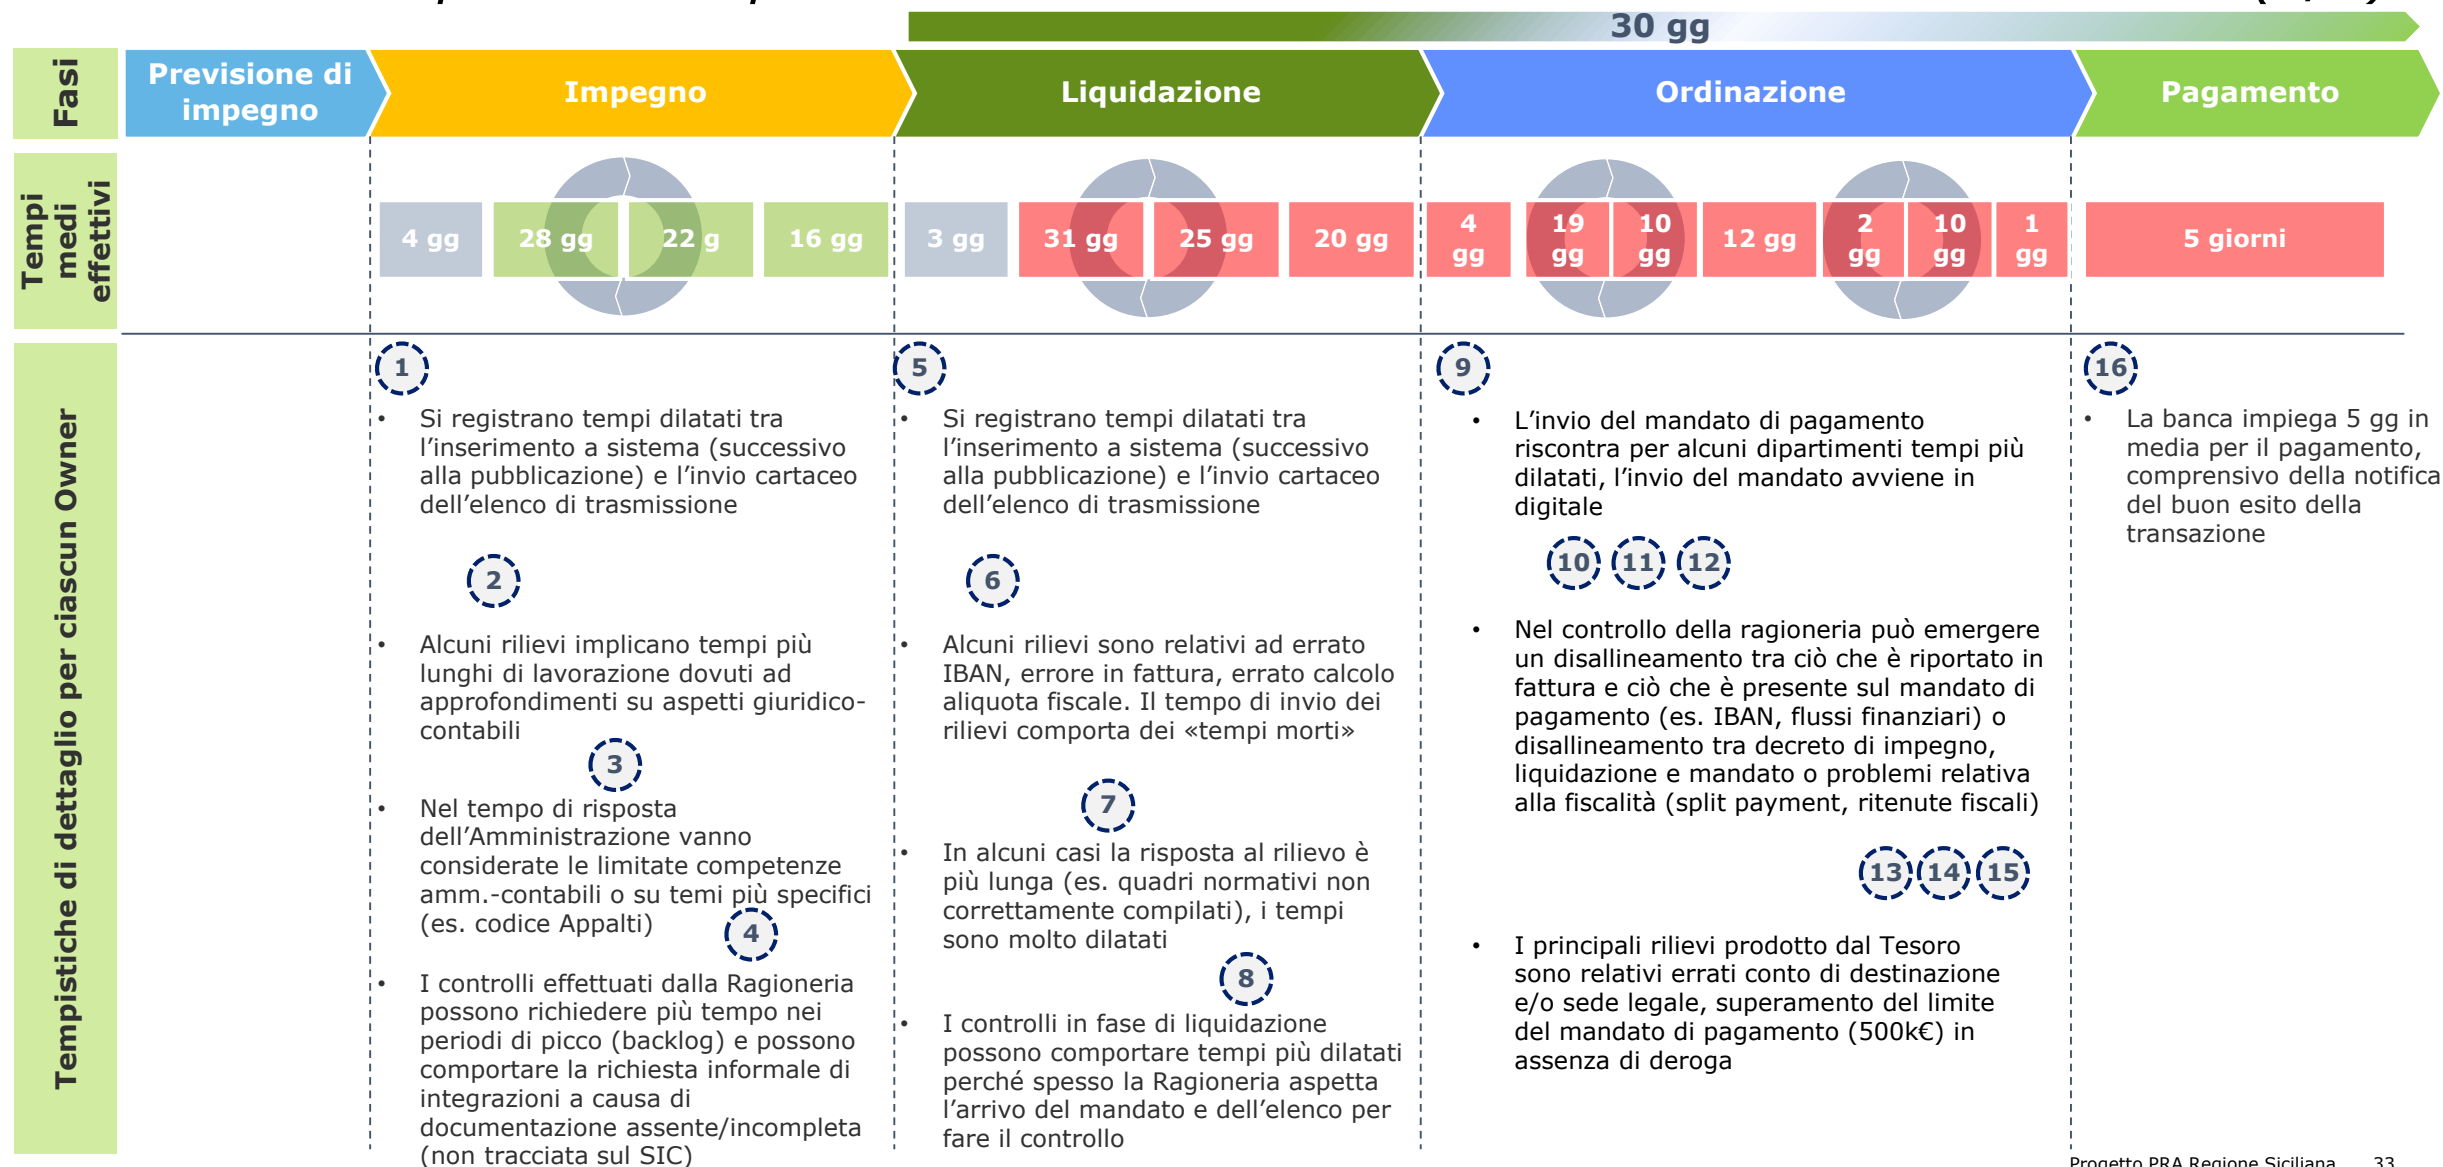 30 gg
Fasi
Previsione di
impegno
Impegno
Liquidazione
Ordinazione
Pagamento
Tempi
medi
effettivi
4 gg
28 gg
22 g
16 gg
3 gg
31 gg
25 gg
20 gg
4
gg
19
gg
10
gg
12 gg
2
gg
10
gg
1
gg
5 giorni
Tempistiche di dettaglio per ciascun Owner
1
• Si registrano tempi dilatati tra
l’inserimento a sistema (successivo
alla pubblicazione) e l’invio cartaceo
dell’elenco di trasmissione
2
• Alcuni rilievi implicano tempi più
lunghi di lavorazione dovuti ad
approfondimenti su aspetti giuridico-
contabili
3
• Nel tempo di risposta
dell’Amministrazione vanno
considerate le limitate competenze
amm.-contabili o su temi più specifici
(es. codice Appalti)
4
• I controlli effettuati dalla Ragioneria
possono richiedere più tempo nei
periodi di picco (backlog) e possono
comportare la richiesta informale di
integrazioni a causa di
documentazione assente/incompleta
(non tracciata sul SIC)
5
• Si registrano tempi dilatati tra
l’inserimento a sistema (successivo
alla pubblicazione) e l’invio cartaceo
dell’elenco di trasmissione
6
• Alcuni rilievi sono relativi ad errato
IBAN, errore in fattura, errato calcolo
aliquota fiscale. Il tempo di invio dei
rilievi comporta dei «tempi morti»
7
• In alcuni casi la risposta al rilievo è
più lunga (es. quadri normativi non
correttamente compilati), i tempi
sono molto dilatati
8
• I controlli in fase di liquidazione
possono comportare tempi più dilatati
perché spesso la Ragioneria aspetta
l’arrivo del mandato e dell’elenco per
fare il controllo
9
• L’invio del mandato di pagamento
riscontra per alcuni dipartimenti tempi più
dilatati, l’invio del mandato avviene in
digitale
10 11 12
• Nel controllo della ragioneria può emergere
un disallineamento tra ciò che è riportato in
fattura e ciò che è presente sul mandato di
pagamento (es. IBAN, flussi finanziari) o
disallineamento tra decreto di impegno,
liquidazione e mandato o problemi relativa
alla fiscalità (split payment, ritenute fiscali)
13 14 15
• I principali rilievi prodotto dal Tesoro
sono relativi errati conto di destinazione
e/o sede legale, superamento del limite
del mandato di pagamento (500k€) in
assenza di deroga
16
• La banca impiega 5 gg in
media per il pagamento,
comprensivo della notifica
del buon esito della
transazione
Progetto PRA Regione Siciliana 33